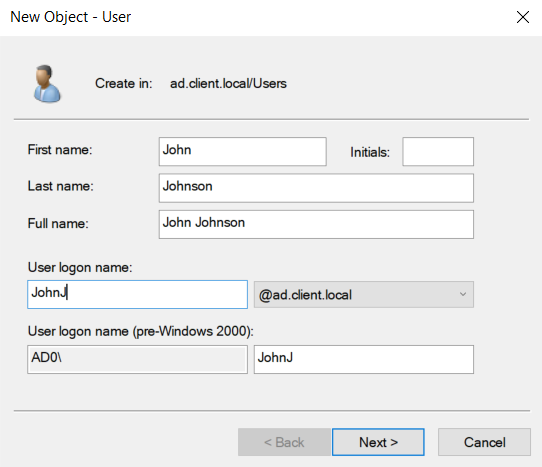 New Object - User
Create in: ad.client.local/Users
First name: John Initials:
Last name: Johnson
Full name: John Johnson
User logon name:
JohnJ @ad.client.local
User logon name (pre-Windows 2000):
AD0\ JohnJ
< Back Next > Cancel